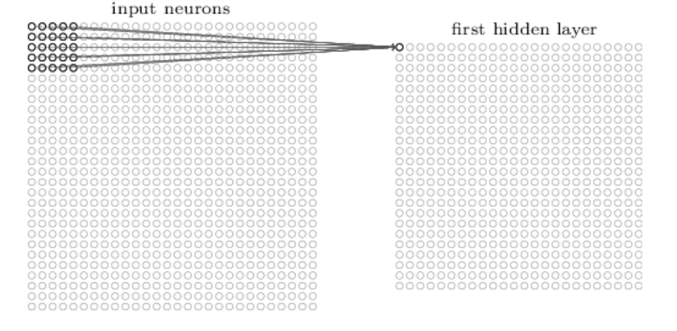 input neurons
first hidden layer